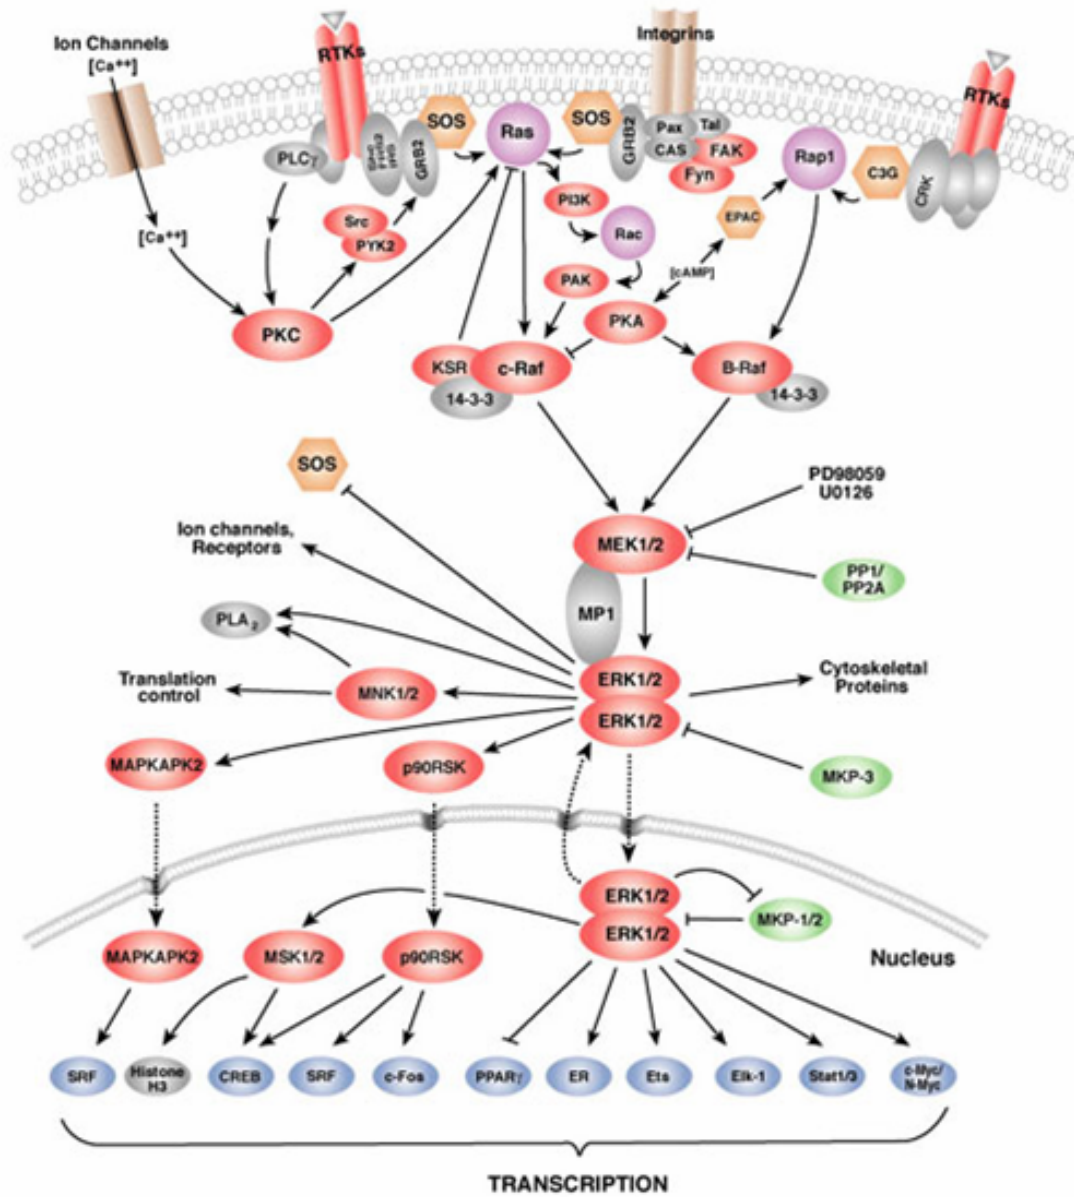 Ion Channels
[Ca⁺⁺]
RTKs
Integrins
RTKs
SOS
Ras
SOS
GRB2
Pax
Tal
CAS
FAK
Fyn
Rap1
C3G
CRK
PLCγ
GRB2
Src
PYK2
PI3K
Rac
EPAC
[Ca⁺⁺]
[cAMP]
PAK
PKA
PKC
KSR
c-Raf
14-3-3
B-Raf
14-3-3
SOS
PD98059
U0126
Ion channels,
Receptors
MEK1/2
PP1/
PP2A
MP1
PLA₂
Translation
control
MNK1/2
ERK1/2
ERK1/2
Cytoskeletal
Proteins
MAPKAPK2
p90RSK
MKP-3
ERK1/2
ERK1/2
MKP-1/2
MAPKAPK2
MSK1/2
p90RSK
Nucleus
SRF
Histone
H3
CREB
SRF
c-Fos
PPARγ
ER
Ets
Elk-1
Stat1/3
c-Myc/
N-Myc
TRANSCRIPTION